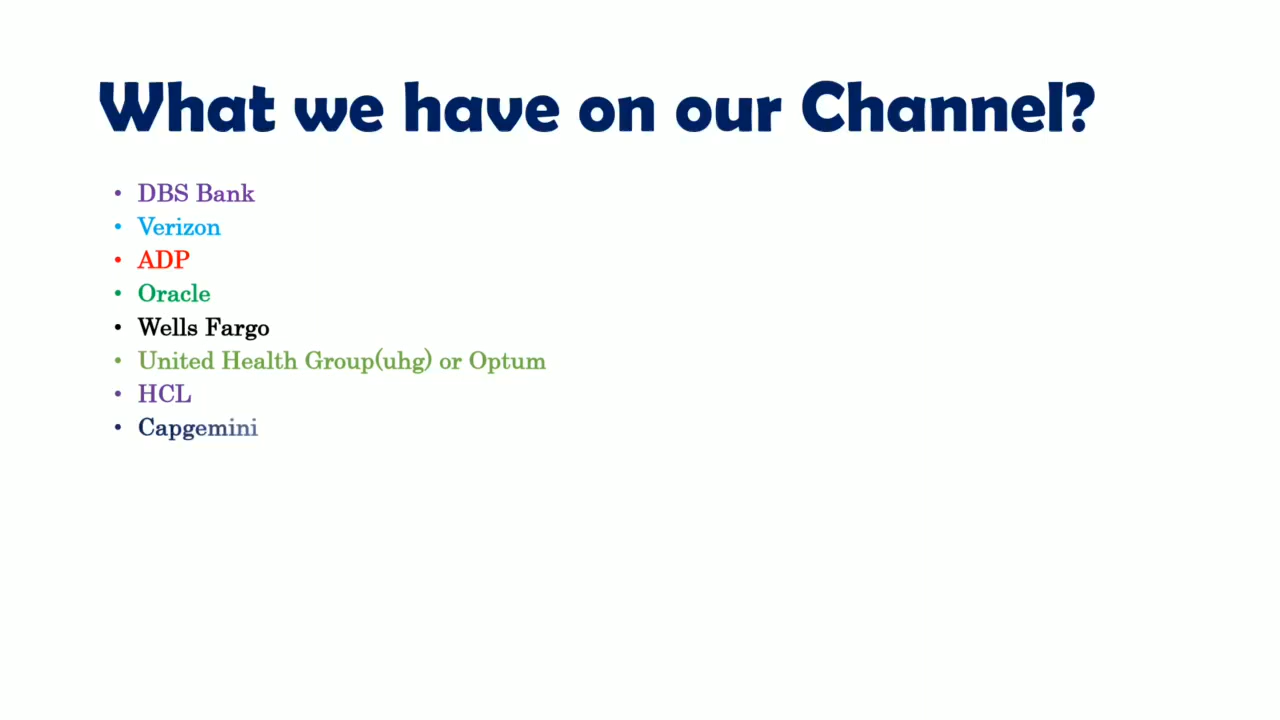 What we have on our Channel?
• DBS Bank
• Verizon
• ADP
• Oracle
• Wells Fargo
• United Health Group(uhg) or Optum
• HCL
• Capgemini